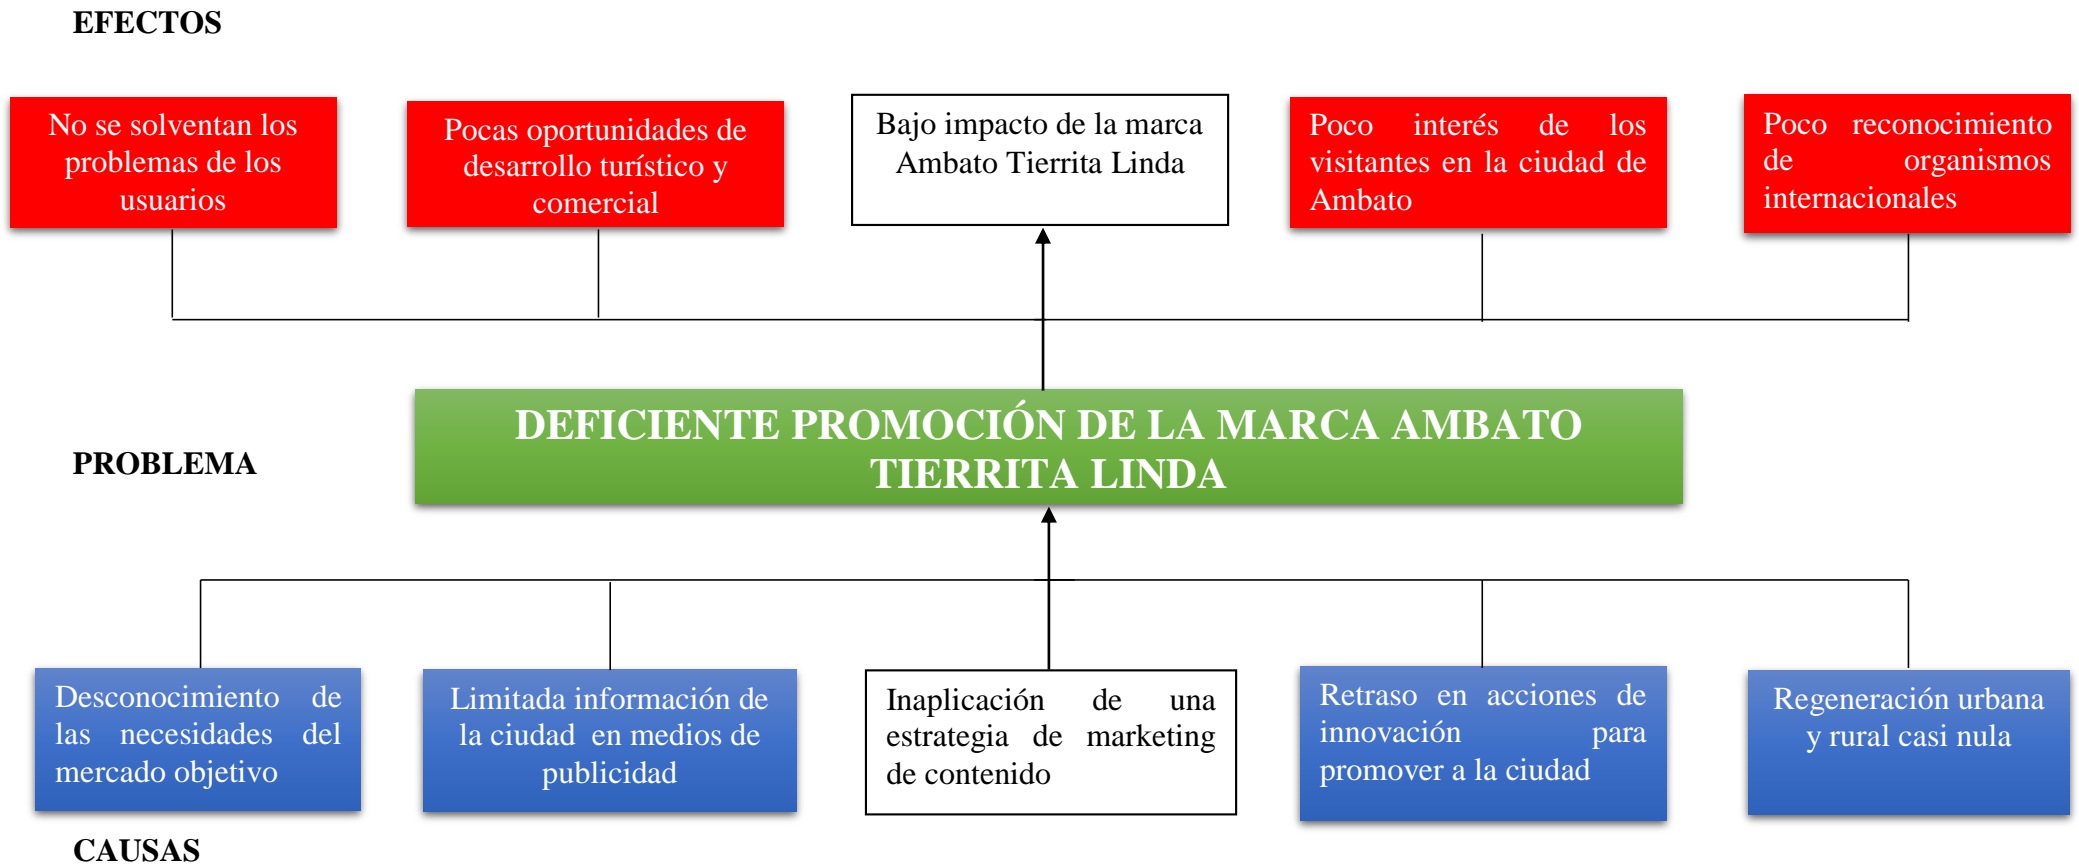 EFECTOS
No se solventan los
problemas de los
usuarios
Pocas oportunidades de
desarrollo turístico y
comercial
Bajo impacto de la marca
Ambato Tierrita Linda
Poco interés de los
visitantes en la ciudad de
Ambato
Poco reconocimiento
de organismos
internacionales
PROBLEMA
DEFICIENTE PROMOCIÓN DE LA MARCA AMBATO
TIERRITA LINDA
Desconocimiento de
las necesidades del
mercado objetivo
Limitada información de
la ciudad en medios de
publicidad
Inaplicación de una
estrategia de marketing
de contenido
Retraso en acciones de
innovación para
promover a la ciudad
Regeneración urbana
y rural casi nula
CAUSAS